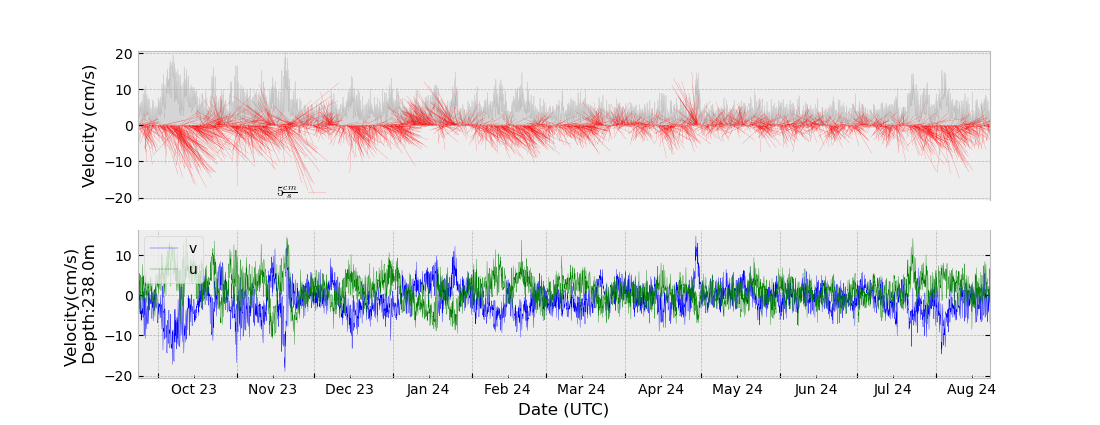 20
10
0
−10
−20
Velocity (cm/s)
5 cm/s
v
u
10
0
−10
−20
Velocity(cm/s)
Depth:238.0m
Oct 23 Nov 23 Dec 23 Jan 24 Feb 24 Mar 24 Apr 24 May 24 Jun 24 Jul 24 Aug 24
Date (UTC)